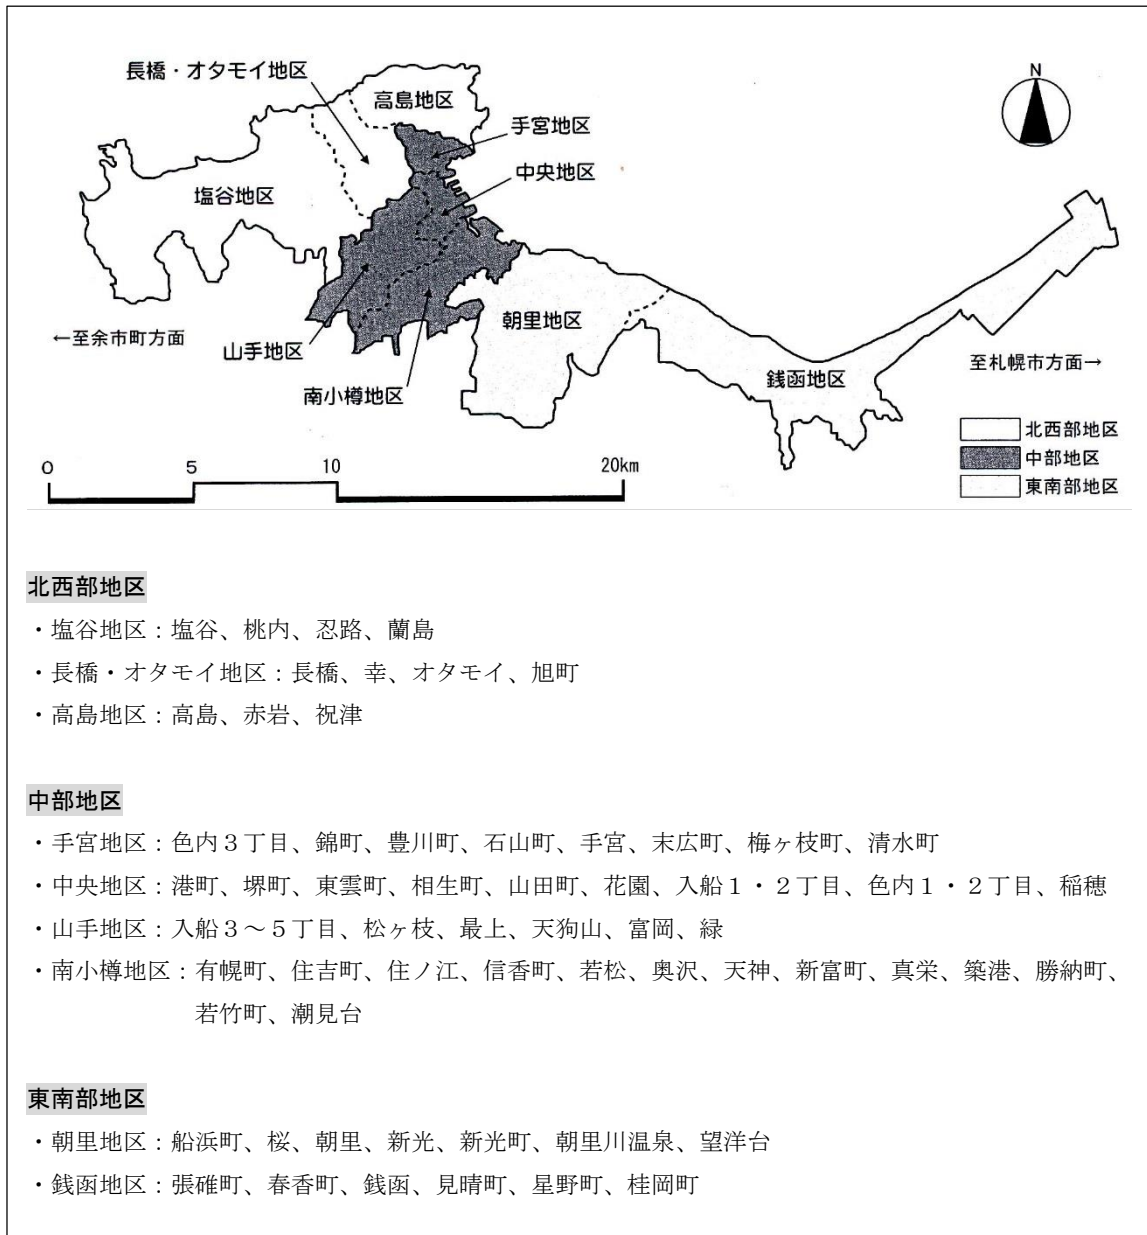 長橋・オタモイ地区
高島地区
N
手宮地区
中央地区
塩谷地区
朝里地区
←至余市町方面
山手地区
至札幌市方面→
銭函地区
南小樽地区
北西部地区
0 5 10 20km
中部地区
東南部地区
北西部地区
・塩谷地区：塩谷、桃内、忍路、蘭島
・長橋・オタモイ地区：長橋、幸、オタモイ、旭町
・高島地区：高島、赤岩、祝津
中部地区
・手宮地区：色内３丁目、錦町、豊川町、石山町、手宮、末広町、梅ヶ枝町、清水町
・中央地区：港町、堺町、東雲町、相生町、山田町、花園、入船１・２丁目、色内１・２丁目、稲穂
・山手地区：入船３～５丁目、松ヶ枝、最上、天狗山、富岡、緑
・南小樽地区：有幌町、住吉町、住ノ江、信香町、若松、奥沢、天神、新富町、真栄、築港、勝納町、
若竹町、潮見台
東南部地区
・朝里地区：船浜町、桜、朝里、新光、新光町、朝里川温泉、望洋台
・銭函地区：張碓町、春香町、銭函、見晴町、星野町、桂岡町